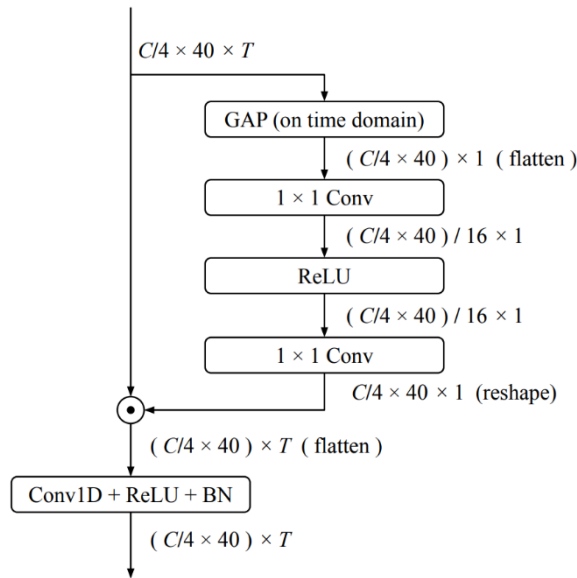 C/4 × 40 × T
GAP (on time domain)
( C/4 × 40 ) × 1 ( flatten )
1 × 1 Conv
( C/4 × 40 ) / 16 × 1
ReLU
( C/4 × 40 ) / 16 × 1
1 × 1 Conv
C/4 × 40 × 1 (reshape)
( C/4 × 40 ) × T ( flatten )
Conv1D + ReLU + BN
( C/4 × 40 ) × T